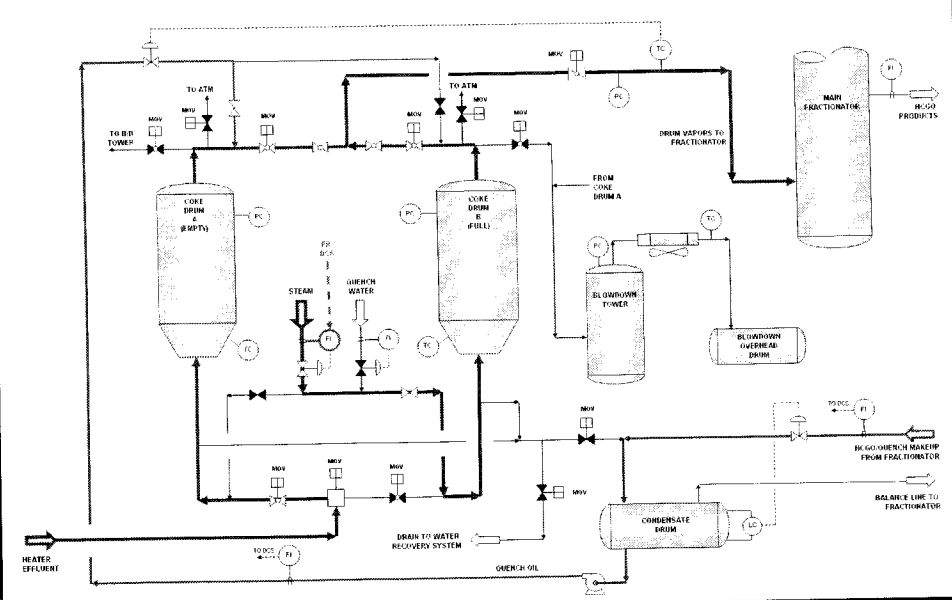 MOV
TC
FI
MOV
TO ATM
TO ATM
MOV
MAIN
FRACTIONATOR
HCGO
PRODUCTS
PC
MOV
MOV
MOV
MOV
MOV
TO B/D
TOWER
DRUM VAPORS TO
FRACTIONATOR
COKE
DRUM
A
(EMPTY)
PC
PC
COKE
DRUM
B
(FULL)
FROM
COKE
DRUM A
TC
STEAM
QUENCH
WATER
BLOWDOWN
TOWER
FI
TC
TC
BLOWDOWN
OVERHEAD
DRUM
MOV
TO DCS
FI
HCGO/QUENCH MAKEUP
FROM FRACTIONATOR
MOV
MOV
MOV
MOV
BALANCE LINE TO
FRACTIONATOR
CONDENSATE
DRUM
LC
DRAIN TO WATER
RECOVERY SYSTEM
HEATER
EFFLUENT
TO DCS
FI
QUENCH OIL